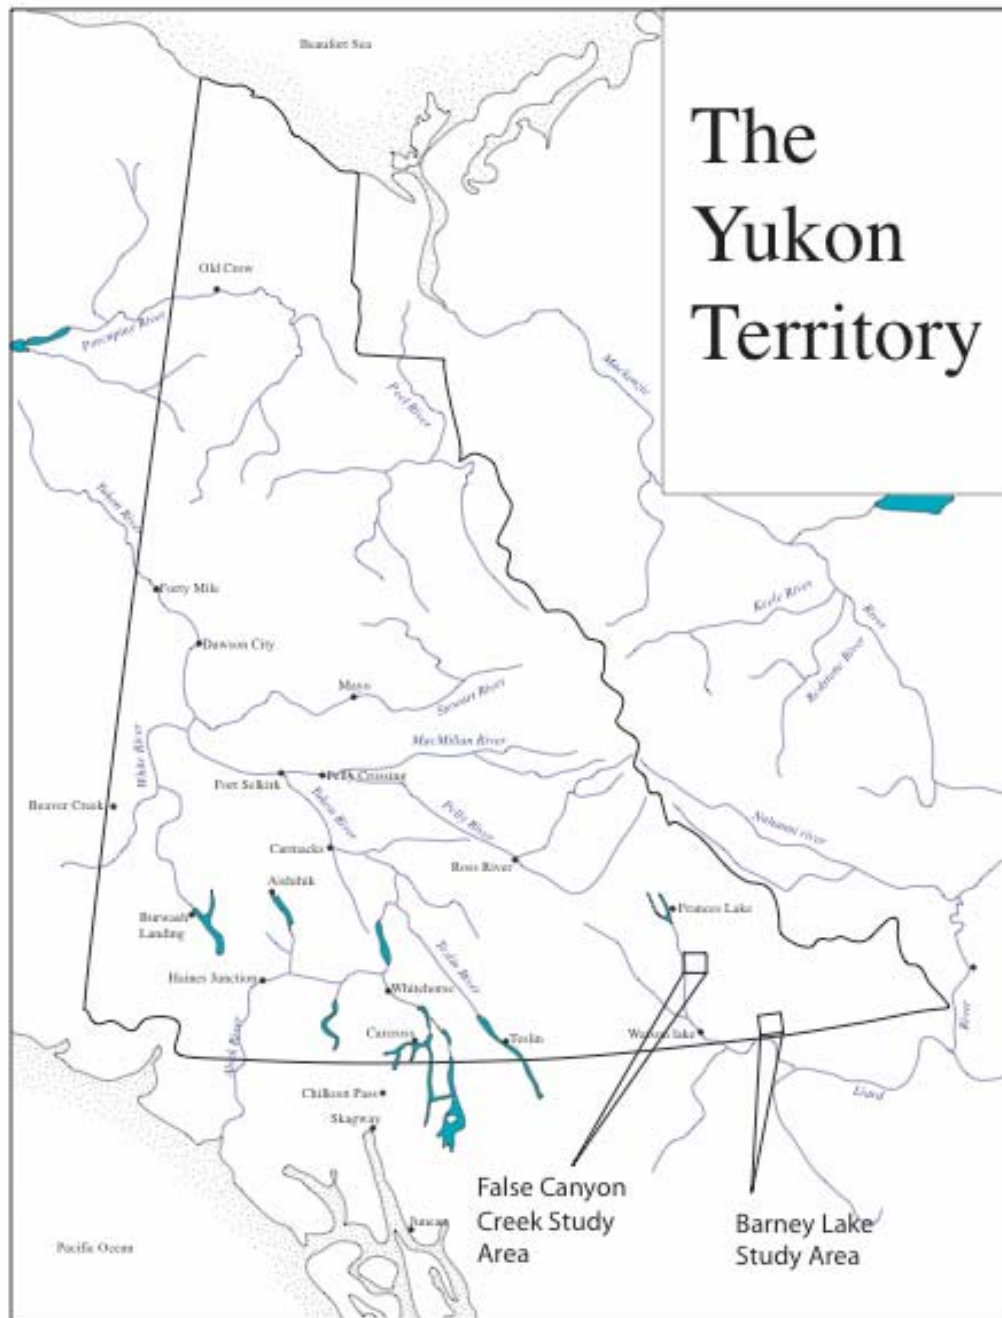 Beaufort Sea
The
Yukon
Territory
Old Crow
Porcupine River
Peel River
Mackenzie
Yukon River
Forty Mile
Keele River
River
Dawson City
Redstone River
Mayo
Stewart River
White River
MacMillan River
Fort Selkirk
Pelly Crossing
Beaver Creek
Yukon River
Pelly River
Nahanni river
Carmacks
Ross River
Aishihik
Frances Lake
Burwash
Landing
Teslin River
Haines Junction
Whitehorse
Carcross
Teslin
Watson lake
River
Chilkoot Pass
Liard
Skagway
False Canyon
Creek Study
Area
Barney Lake
Study Area
Juneau
Pacific Ocean